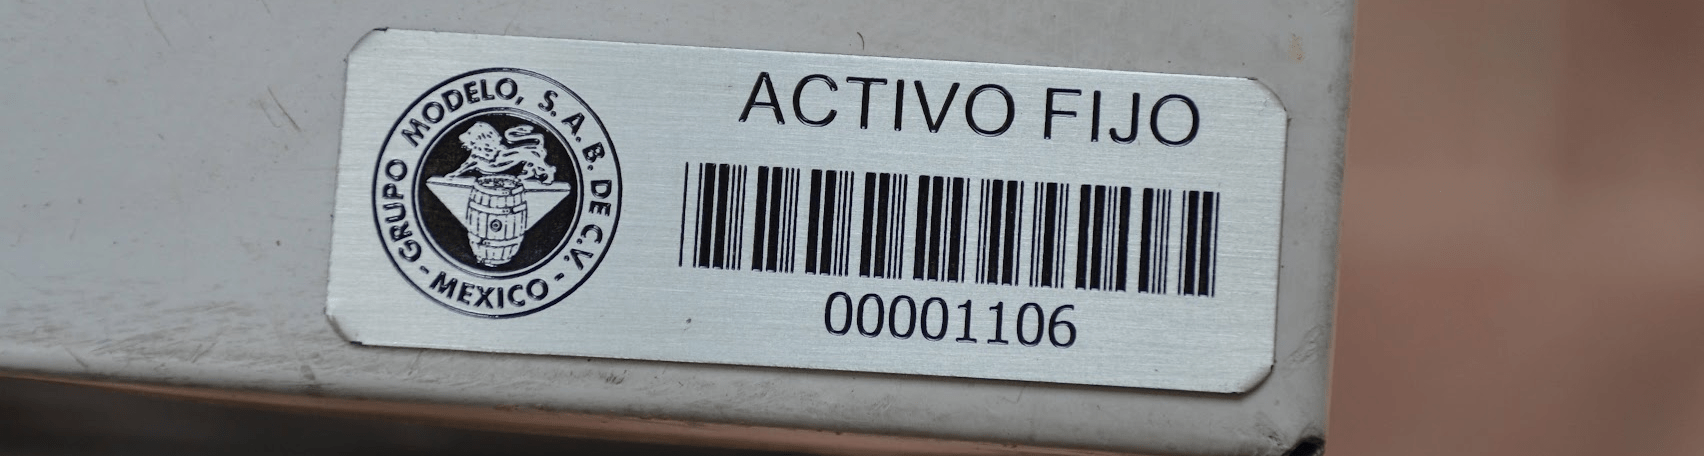 GRUPO MODELO, S. A. B. DE C.V. - MEXICO -
ACTIVO FIJO
00001106